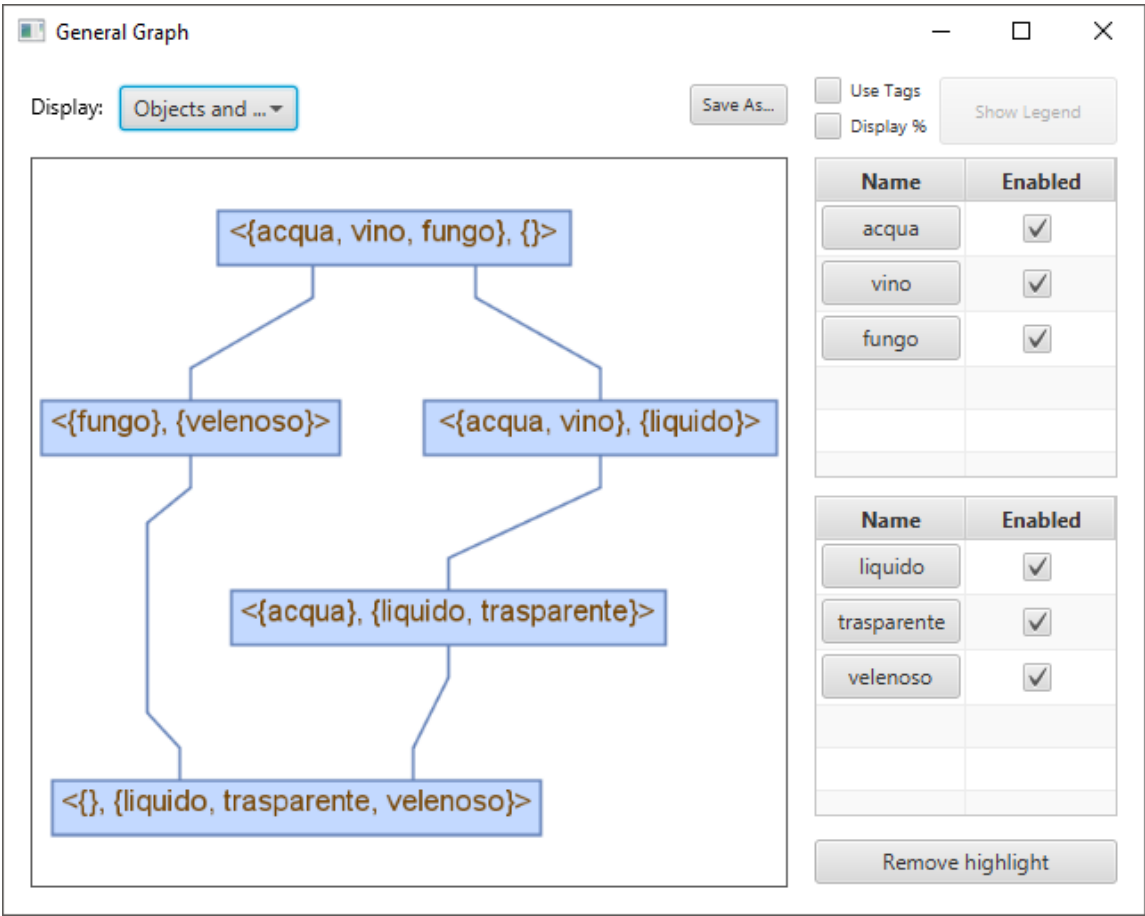 General Graph
Display:
Objects and ...
Save As...
Use Tags
Display %
Show Legend
<{acqua, vino, fungo}, {}>
<{fungo}, {velenoso}>
<{acqua, vino}, {liquido}>
<{acqua}, {liquido, trasparente}>
<{}, {liquido, trasparente, velenoso}>
Name Enabled
acqua
vino
fungo
Name Enabled
liquido
trasparente
velenoso
Remove highlight